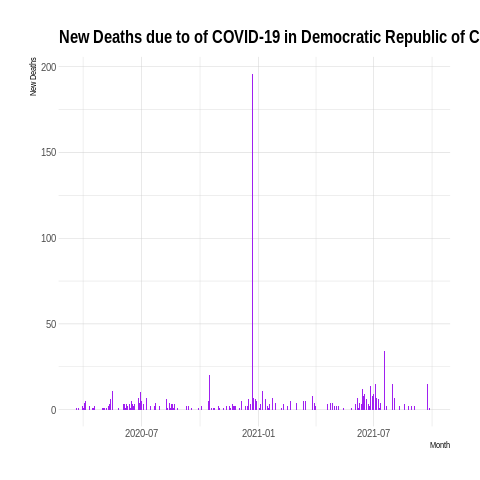 New Deaths due to of COVID-19 in Democratic Republic of C
New Deaths
200
150
100
50
0
2020-07
2021-01
2021-07
Month